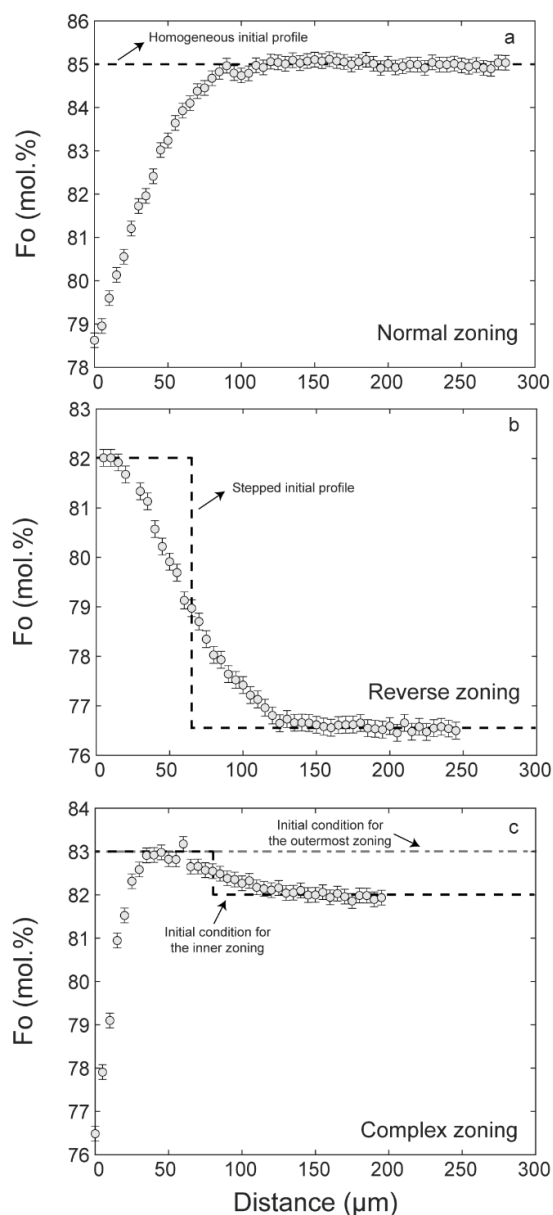 85
85
84
83
82
81
80
79
78
Fo (mol.%)
Homogeneous initial profile
a
Normal zoning
0
50
100
150
200
250
300
83
82
81
80
79
78
77
76
Fo (mol.%)
Stepped initial profile
b
Reverse zoning
0
50
100
150
200
250
300
84
83
82
81
80
79
78
77
76
Fo (mol.%)
Initial condition for
the outermost zoning
c
Initial condition for
the inner zoning
Complex zoning
0
50
100
150
200
250
300
Distance (µm)